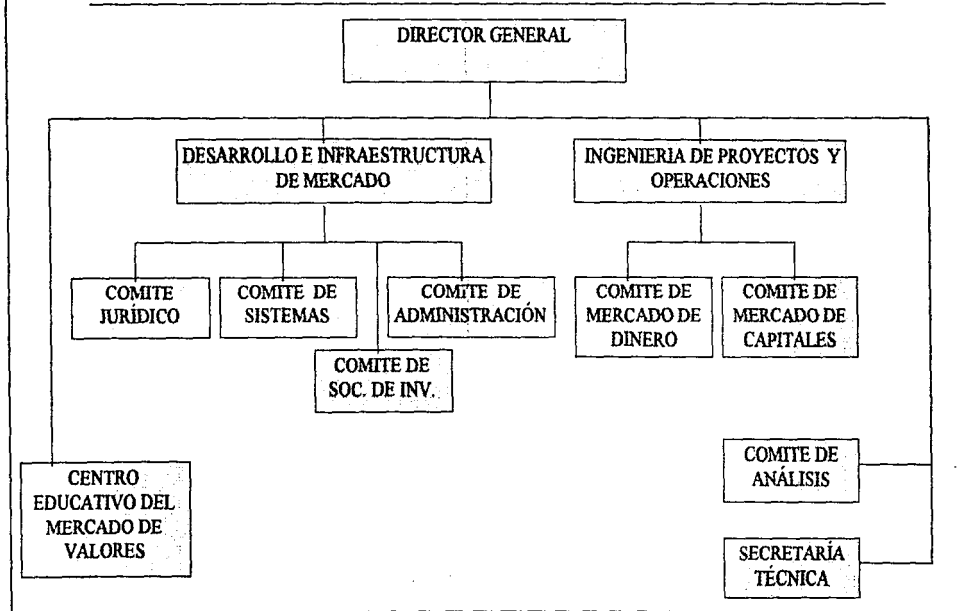 DIRECTOR GENERAL
DESARROLLO E INFRAESTRUCTURA
DE MERCADO
INGENIERIA DE PROYECTOS Y
OPERACIONES
COMITE
JURÍDICO
COMITE DE
SISTEMAS
COMITE DE
ADMINISTRACIÓN
COMITE DE
SOC. DE INV.
COMITE DE
MERCADO DE
DINERO
COMITE DE
MERCADO DE
CAPITALES
CENTRO
EDUCATIVO DEL
MERCADO DE
VALORES
COMITE DE
ANÁLISIS
SECRETARÍA
TÉCNICA